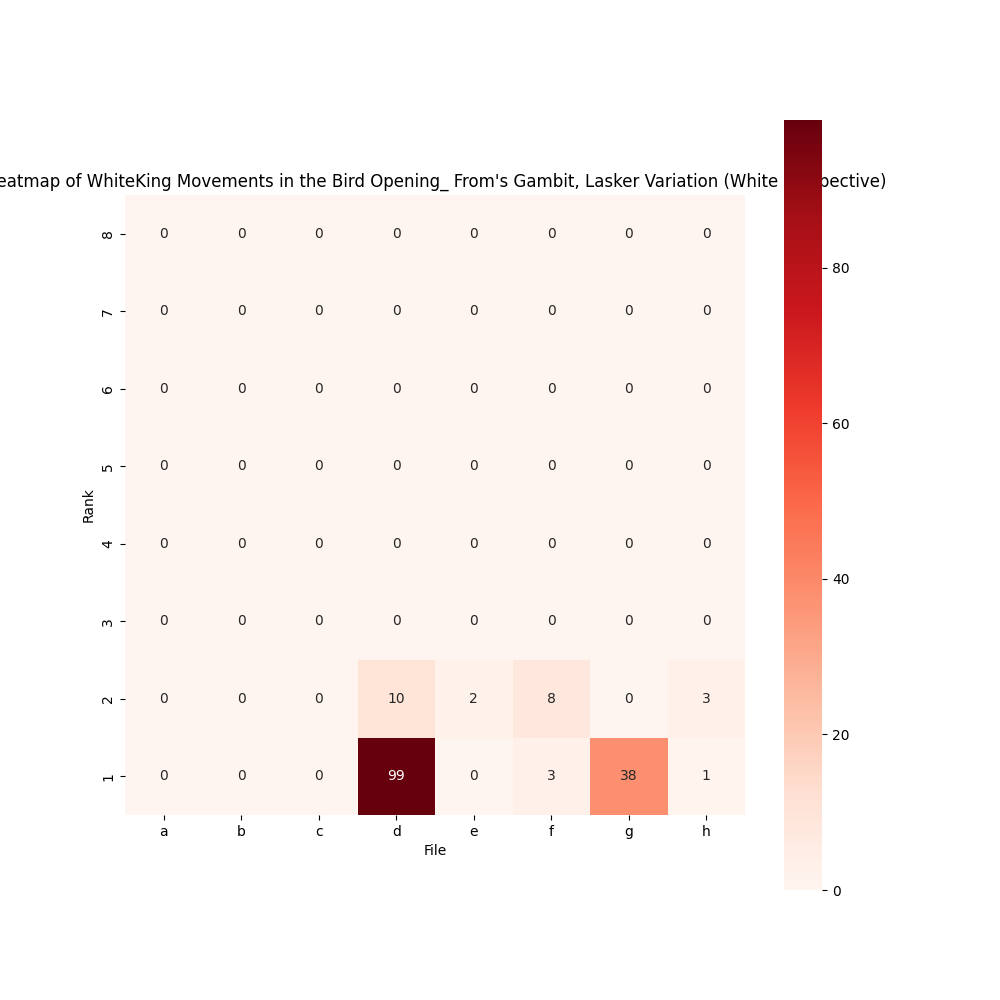 eatmap of WhiteKing Movements in the Bird Opening_ From's Gambit, Lasker Variation (White pective)
8 0 0 0 0 0 0 0 0
7 0 0 0 0 0 0 0 0
6 0 0 0 0 0 0 0 0
5 0 0 0 0 0 0 0 0
4 0 0 0 0 0 0 0 0
3 0 0 0 0 0 0 0 0
2 0 0 0 10 2 8 0 3
1 0 0 0 99 0 3 38 1
a b c d e f g h
File
Rank
80
60
40
20
0